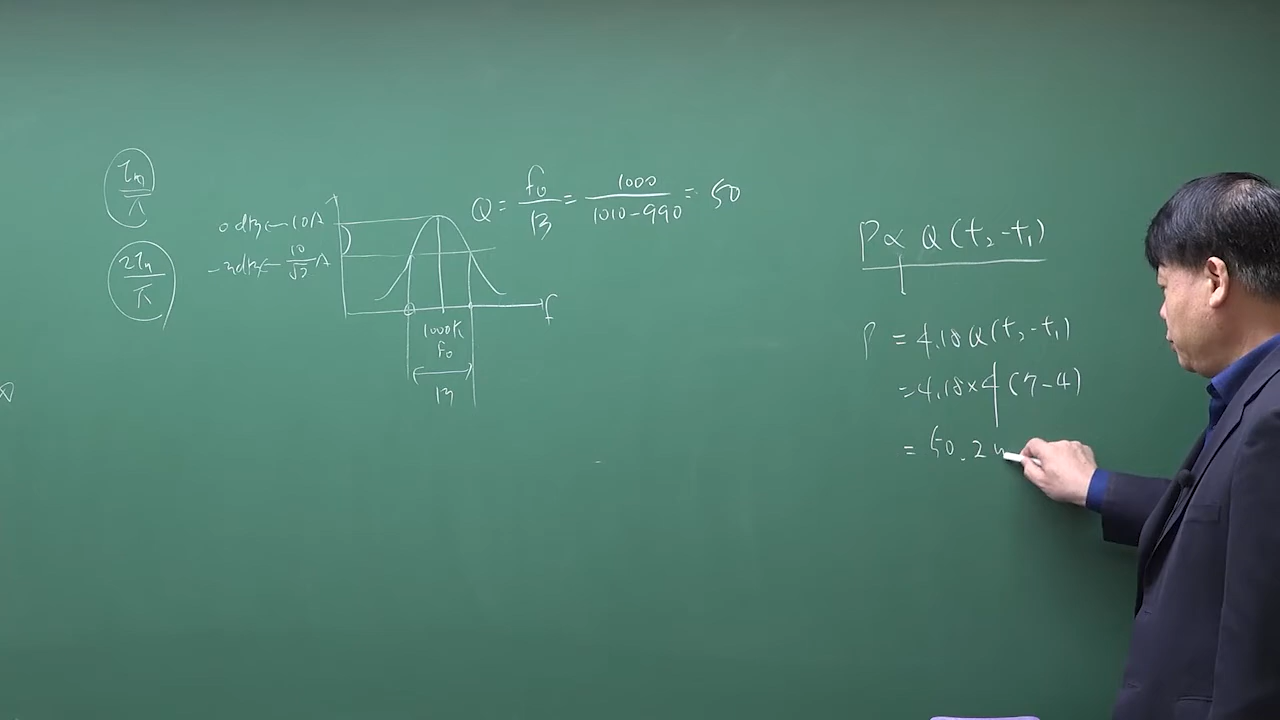 Im/π
2Im/π
0dB ← 10A
-3dB ← 10/√2 A
f
1000K
f₀
B
Q = f₀/B = 1000/1010-990 = 50
P ∝ Q(t₂-t₁)
P = 4.18Q(t₂-t₁)
= 4.18×4(7-4)
= 50.2